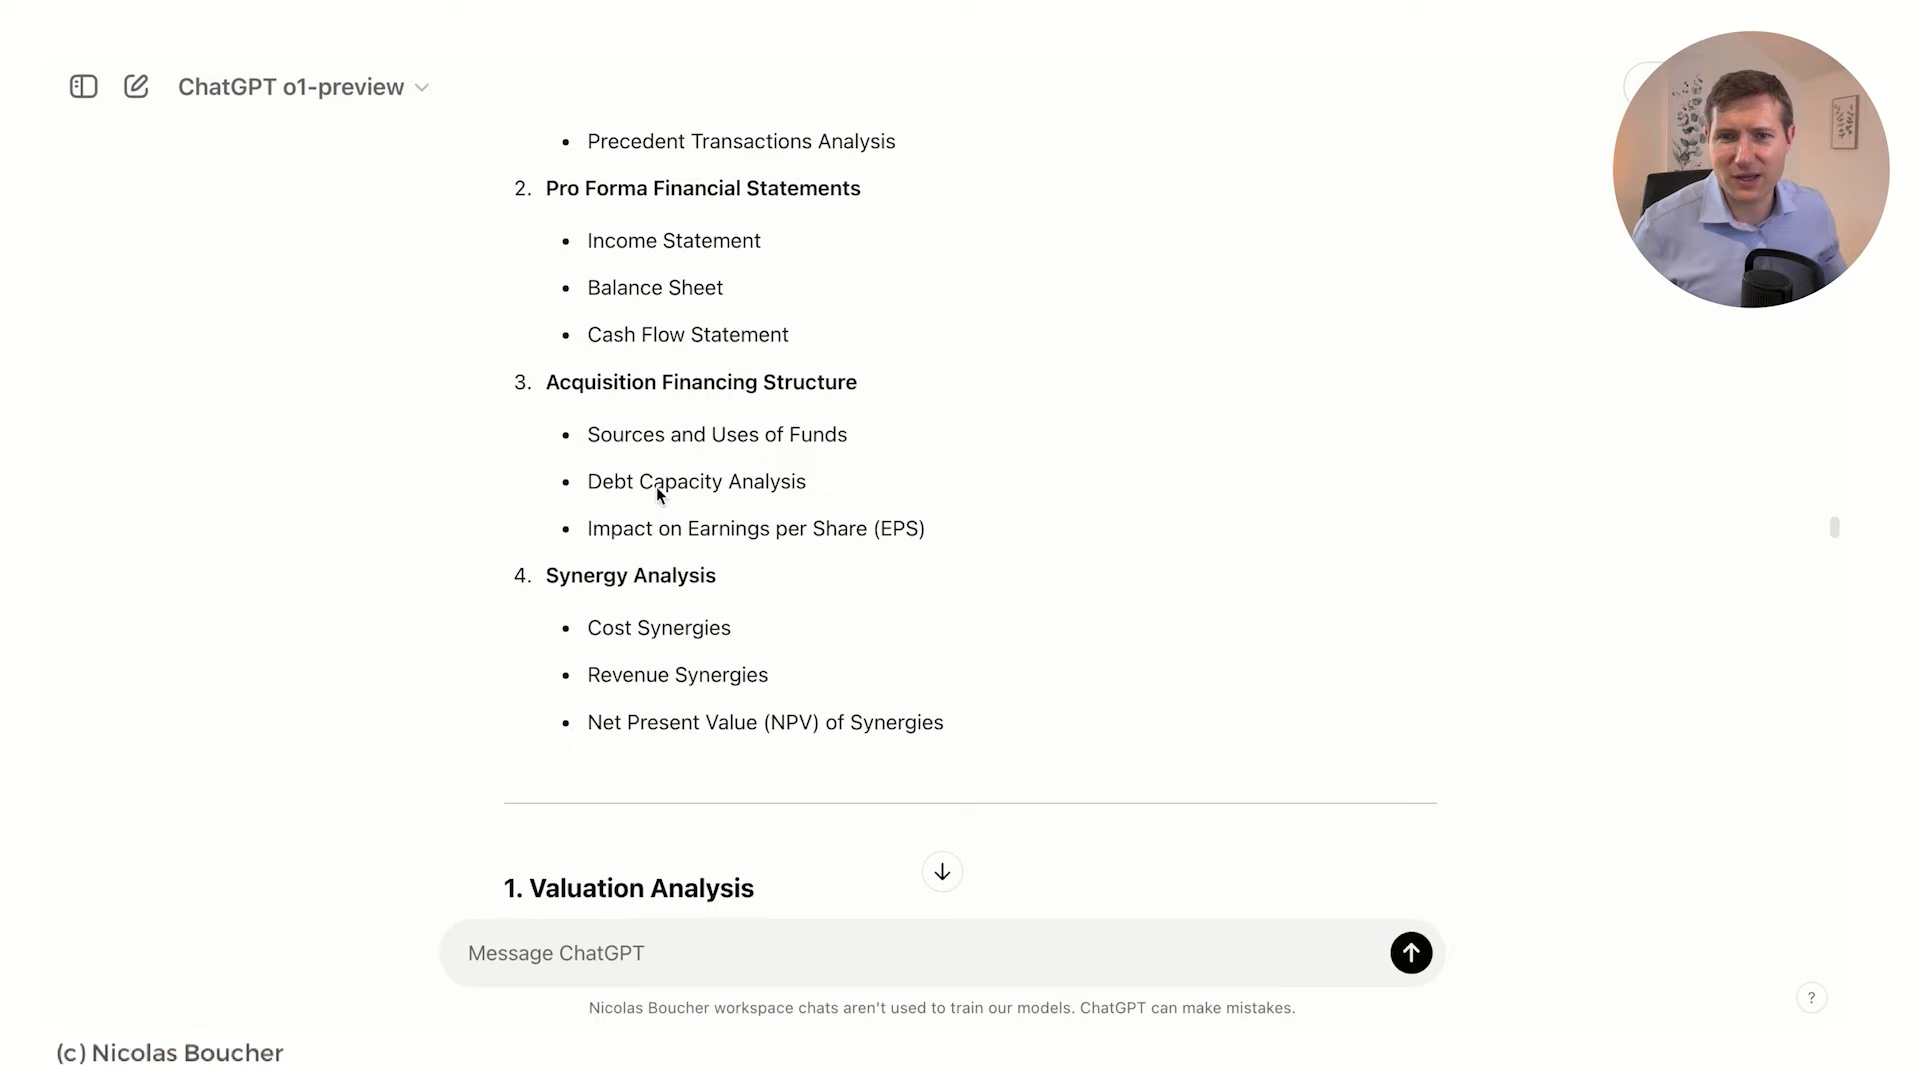 ChatGPT o1-preview
• Precedent Transactions Analysis
2. Pro Forma Financial Statements
• Income Statement
• Balance Sheet
• Cash Flow Statement
3. Acquisition Financing Structure
• Sources and Uses of Funds
• Debt Capacity Analysis
• Impact on Earnings per Share (EPS)
4. Synergy Analysis
• Cost Synergies
• Revenue Synergies
• Net Present Value (NPV) of Synergies
1. Valuation Analysis
Message ChatGPT
Nicolas Boucher workspace chats aren't used to train our models. ChatGPT can make mistakes.
?
(c) Nicolas Boucher